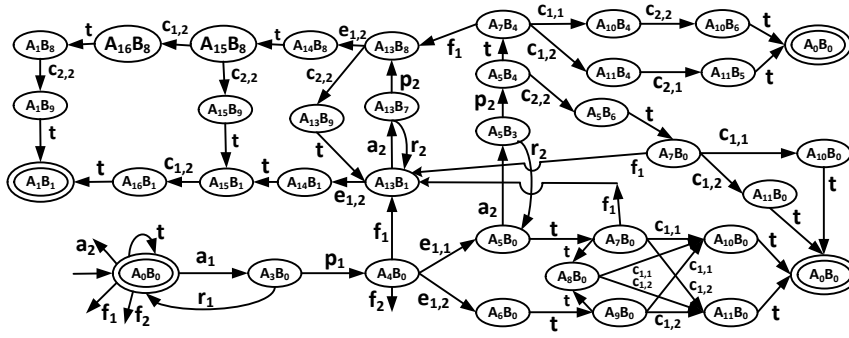 A₁B₈ t A₁₆B₈ c₁,₂ A₁₅B₈ t A₁₄B₈ e₁,₂ A₁₃B₈ f₁ A₇B₄ c₁,₁ A₁₀B₄ c₂,₂ A₁₀B₆ t A₀B₀
c₂,₂ c₂,₂ c₂,₂ p₂ t c₁,₂ A₁₁B₄ c₂,₁ A₁₁B₅ t
A₅B₄ c₂,₂
A₁B₉ A₁₅B₉ A₁₃B₉ A₁₃B₇ p₂ A₅B₆ t
t t t a₂ r₂ A₅B₃ r₂ A₇B₀ c₁,₁ A₁₀B₀
A₁B₁ t A₁₆B₁ c₁,₂ A₁₅B₁ t A₁₄B₁ e₁,₂ A₁₃B₁ f₁ c₁,₂ A₁₁B₀ t
f₁ a₂ f₁ t
a₂ t a₁ p₁ e₁,₁ A₅B₀ t A₇B₀ c₁,₁ A₁₀B₀ t
t c₁,₁
A₀B₀ A₃B₀ A₄B₀ A₈B₀ c₁,₁ A₀B₀
c₁,₂ c₁,₂
f₁ f₂ r₁ f₂ e₁,₂ A₆B₀ t t A₉B₀ c₁,₂ A₁₁B₀ t